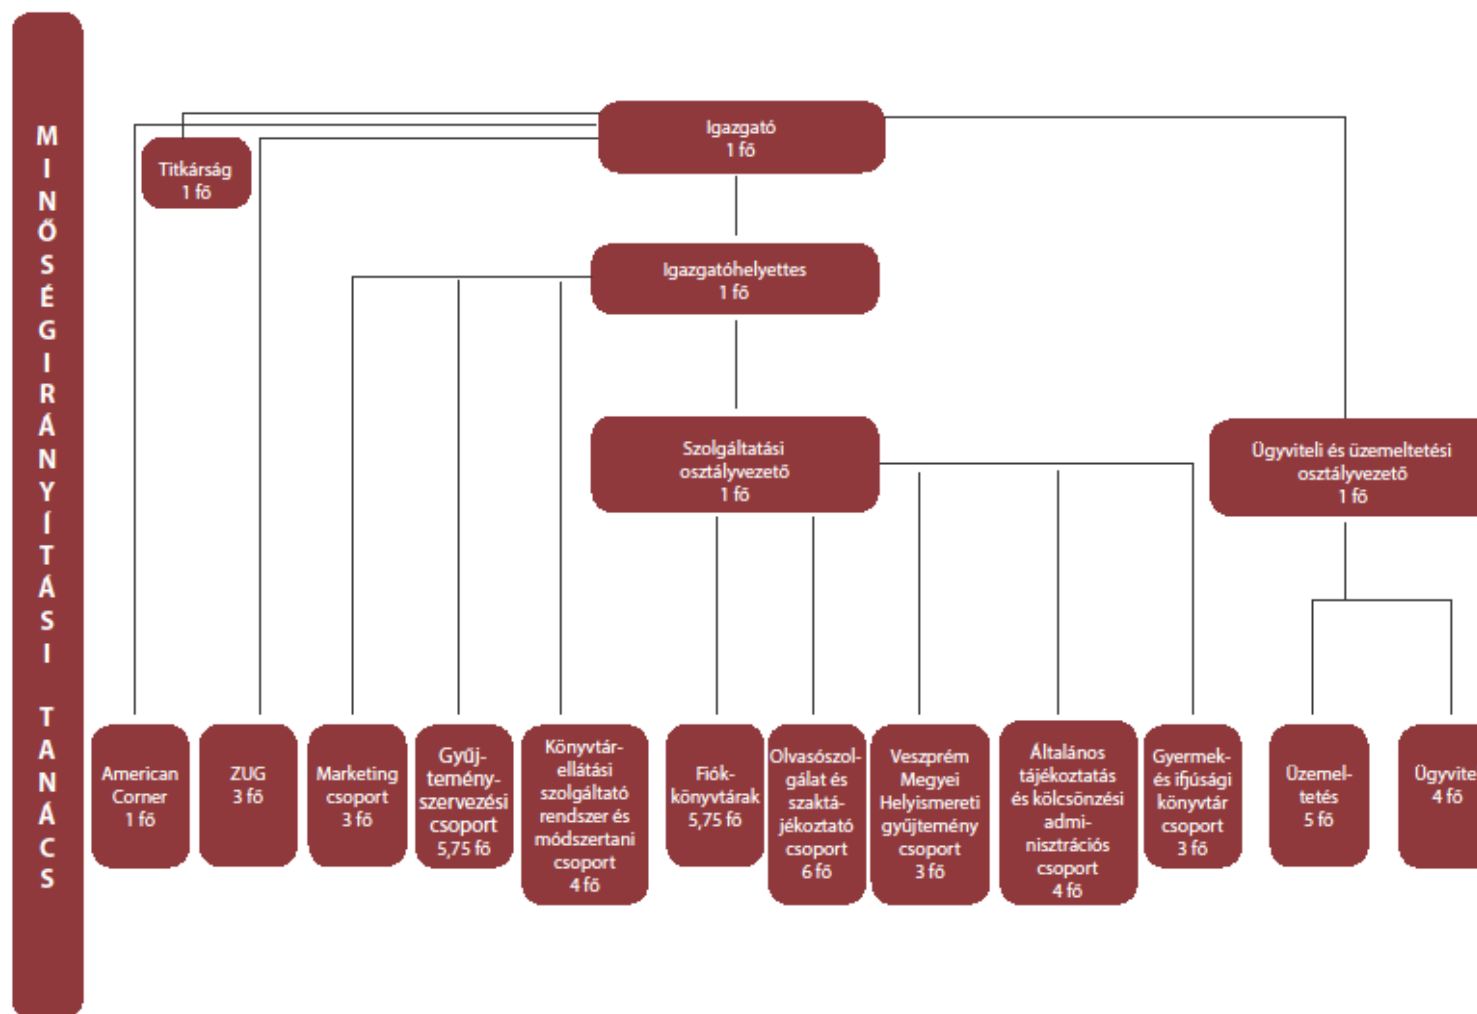 MINŐSÉGIRÁNYÍTÁSI TANÁCS
Igazgató
1 fő
Titkárság
1 fő
Igazgatóhelyettes
1 fő
Szolgáltatási
osztályvezető
1 fő
Ügyviteli és üzemeltetési
osztályvezető
1 fő
American
Corner
1 fő
ZUG
3 fő
Marketing
csoport
3 fő
Gyűj-
temény-
szervezési
csoport
5,75 fő
Könyvtár-
ellátási
szolgáltató
rendszer és
módszertani
csoport
4 fő
Fiók-
könyvtárak
5,75 fő
Olvasószol-
gálat és
szaktá-
jékoztató
csoport
6 fő
Veszprém
Megyei
Helyismereti
gyűjtemény
csoport
3 fő
Általános
tájékoztatás
és kölcsönzési
admi-
nisztrációs
csoport
4 fő
Gyermek-
és ifjúsági
könyvtár
csoport
3 fő
Üzemel-
tetés
5 fő
Ügyvite
4 fő